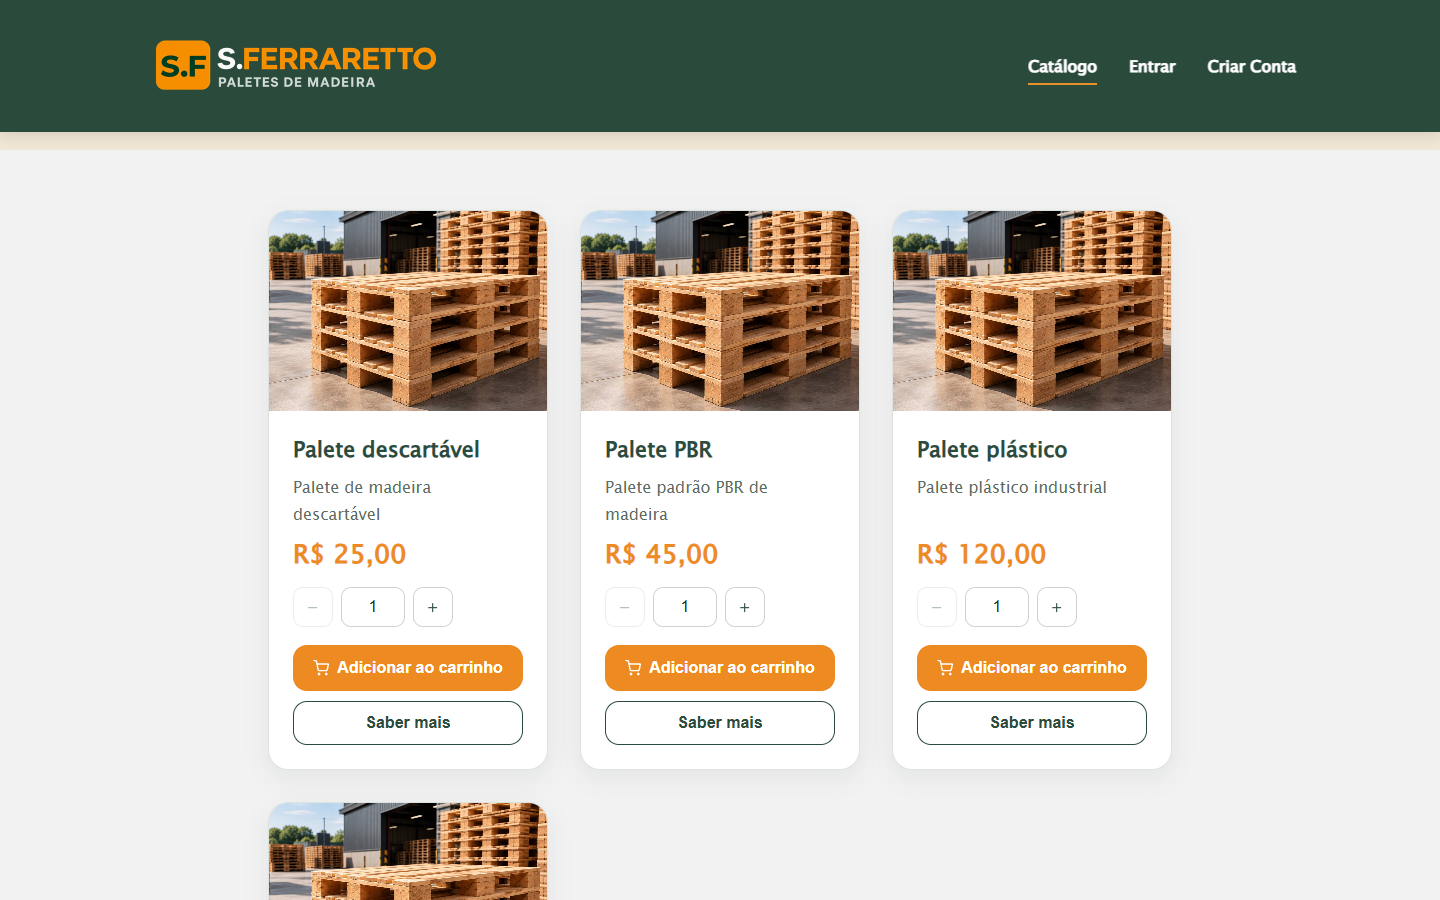 S.F
S.FERRARETTO
PALETES DE MADEIRA
Catálogo
Entrar
Criar Conta
Palete descartável
Palete de madeira
descartável
R$ 25,00
− 1 +
Adicionar ao carrinho
Saber mais
Palete PBR
Palete padrão PBR de
madeira
R$ 45,00
− 1 +
Adicionar ao carrinho
Saber mais
Palete plástico
Palete plástico industrial
R$ 120,00
− 1 +
Adicionar ao carrinho
Saber mais